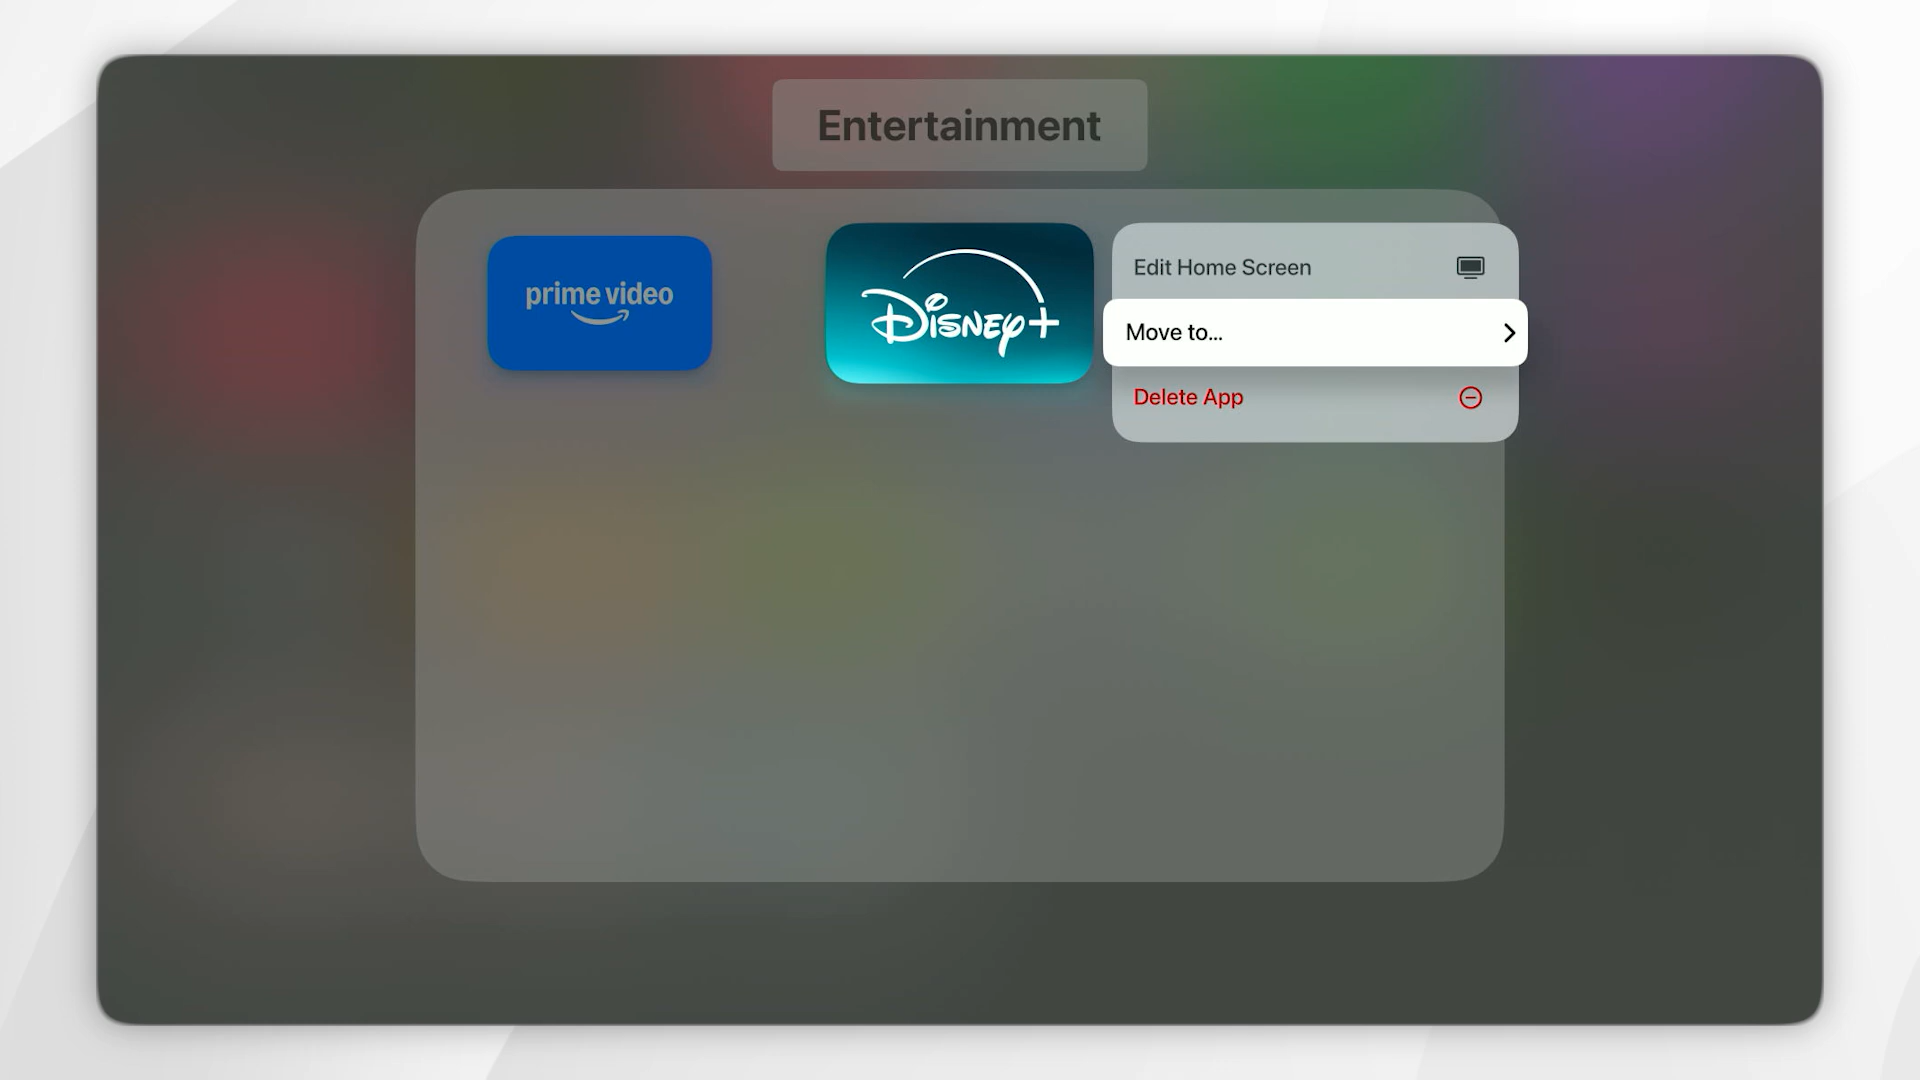 Entertainment
prime video
Disney+
Edit Home Screen
Move to...
Delete App